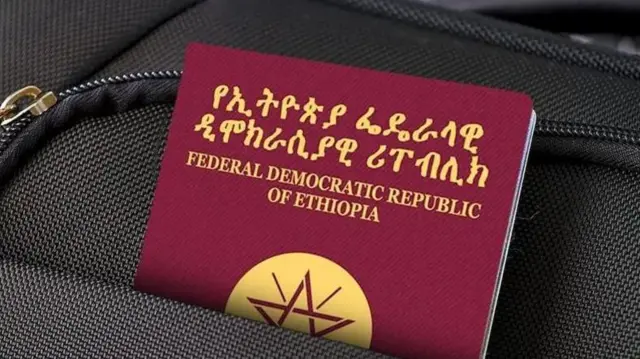 የኢትዮጵያ ፌዴራላዊ
ዲሞክራሲያዊ ሪፐብሊክ
FEDERAL DEMOCRATIC REPUBLIC
OF ETHIOPIA